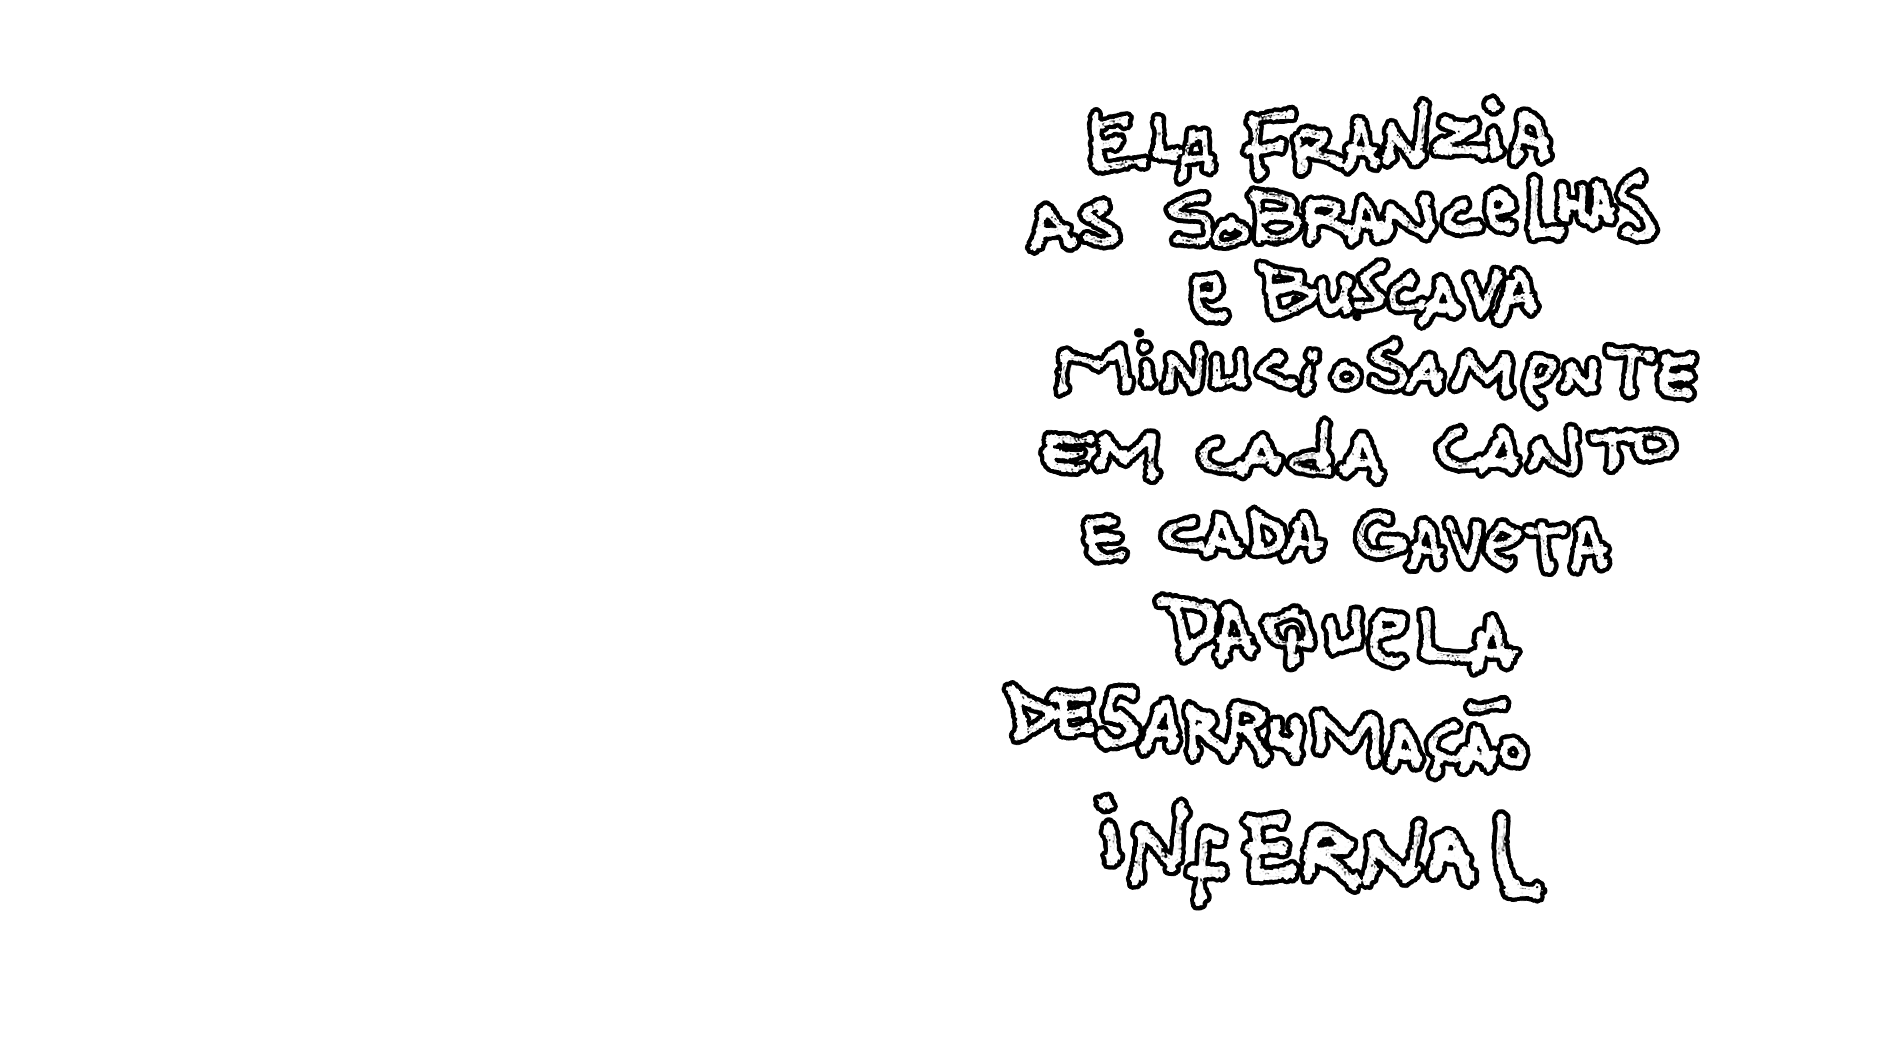 ELA FRANZiA
AS SoBRANCeLHAS
e BuSCAVA
MiNuCioSAMeNTE
EM CAdA CANTO
E CADA GAVeTA
DAQueLA
DESARRuMAÇÃo
iNfERNAL